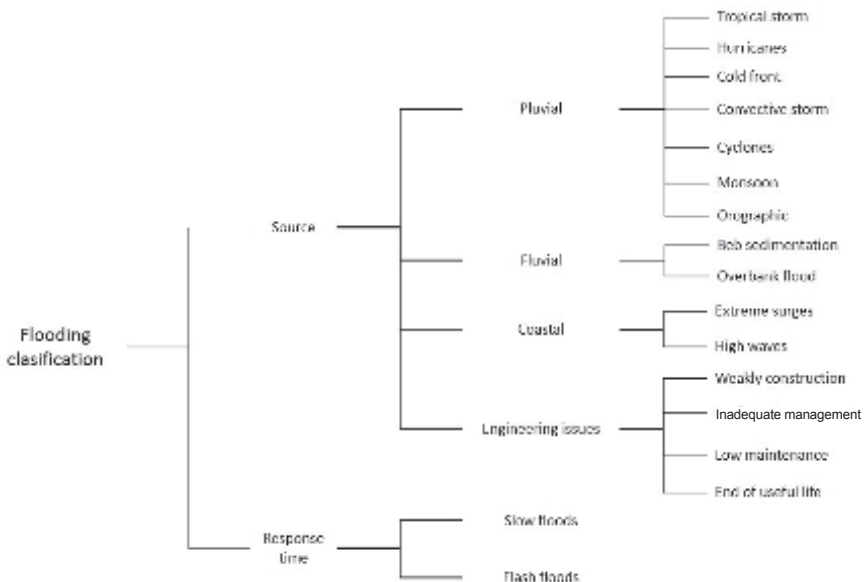 Flooding
clasification
Source
Pluvial
Tropical storm
Hurricanes
Cold front
Convective storm
Cyclones
Monsoon
Orographic
Fluvial
Beb sedimentation
Overbank flood
Coastal
Extreme surges
High waves
Engineering issues
Weakly construction
Inadequate management
Low maintenance
End of useful life
Response
time
Slow floods
Flash floods